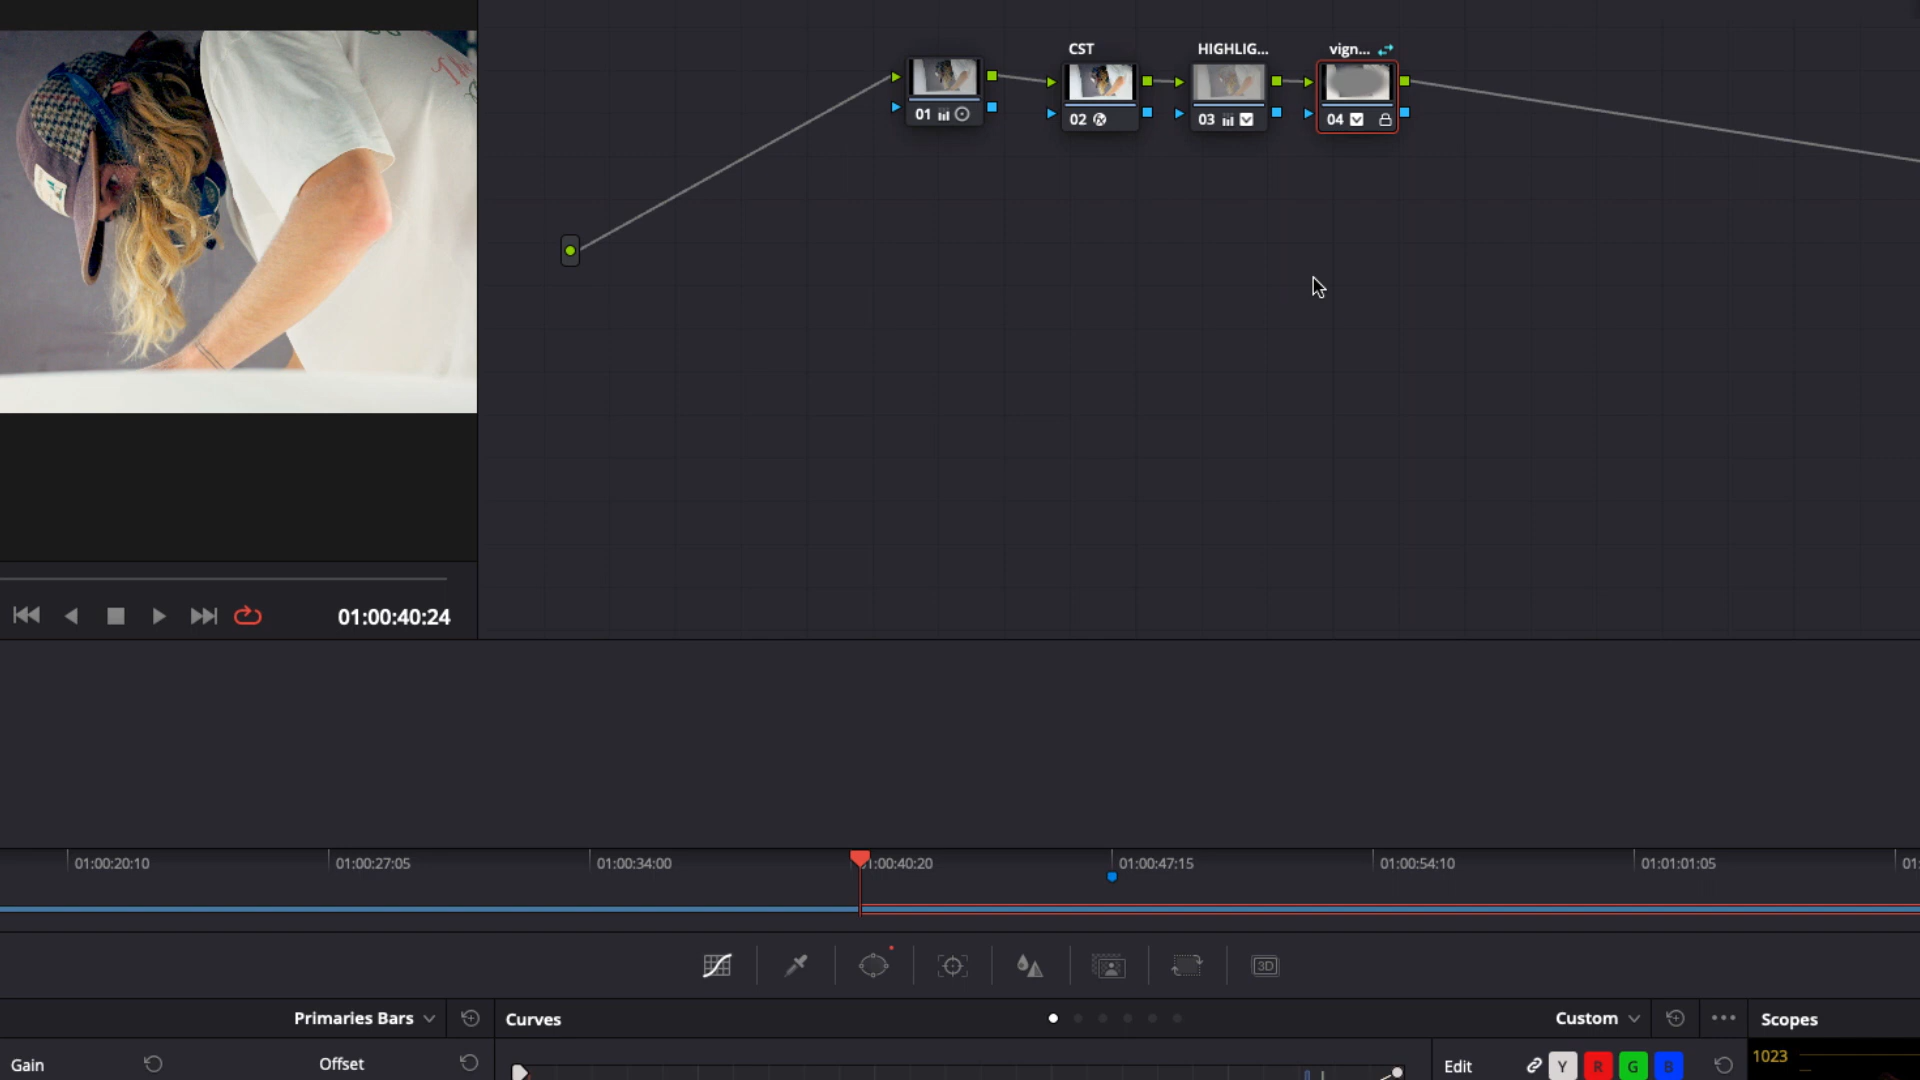 CST
HIGHLIG...
vign...
01
02
03
04
01:00:40:24
01:00:20:10
01:00:27:05
01:00:34:00
1:00:40:20
01:00:47:15
01:00:54:10
01:01:01:05
01:
3D
Primaries Bars
Curves
Custom
Scopes
Gain
Offset
Edit
Y
R
G
B
1023